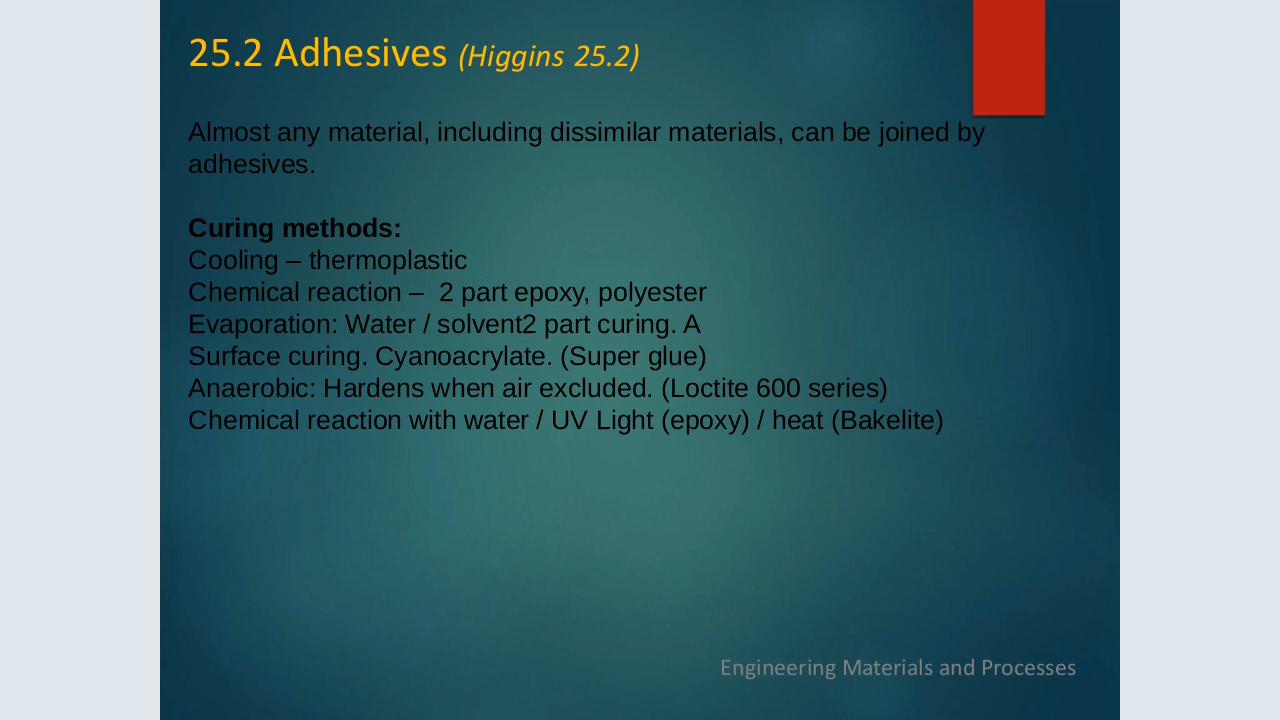 25.2 Adhesives (Higgins 25.2)
Almost any material, including dissimilar materials, can be joined by
adhesives.
Curing methods:
Cooling – thermoplastic
Chemical reaction –  2 part epoxy, polyester
Evaporation: Water / solvent2 part curing. A
Surface curing. Cyanoacrylate. (Super glue)
Anaerobic: Hardens when air excluded. (Loctite 600 series)
Chemical reaction with water / UV Light (epoxy) / heat (Bakelite)
Engineering Materials and Processes